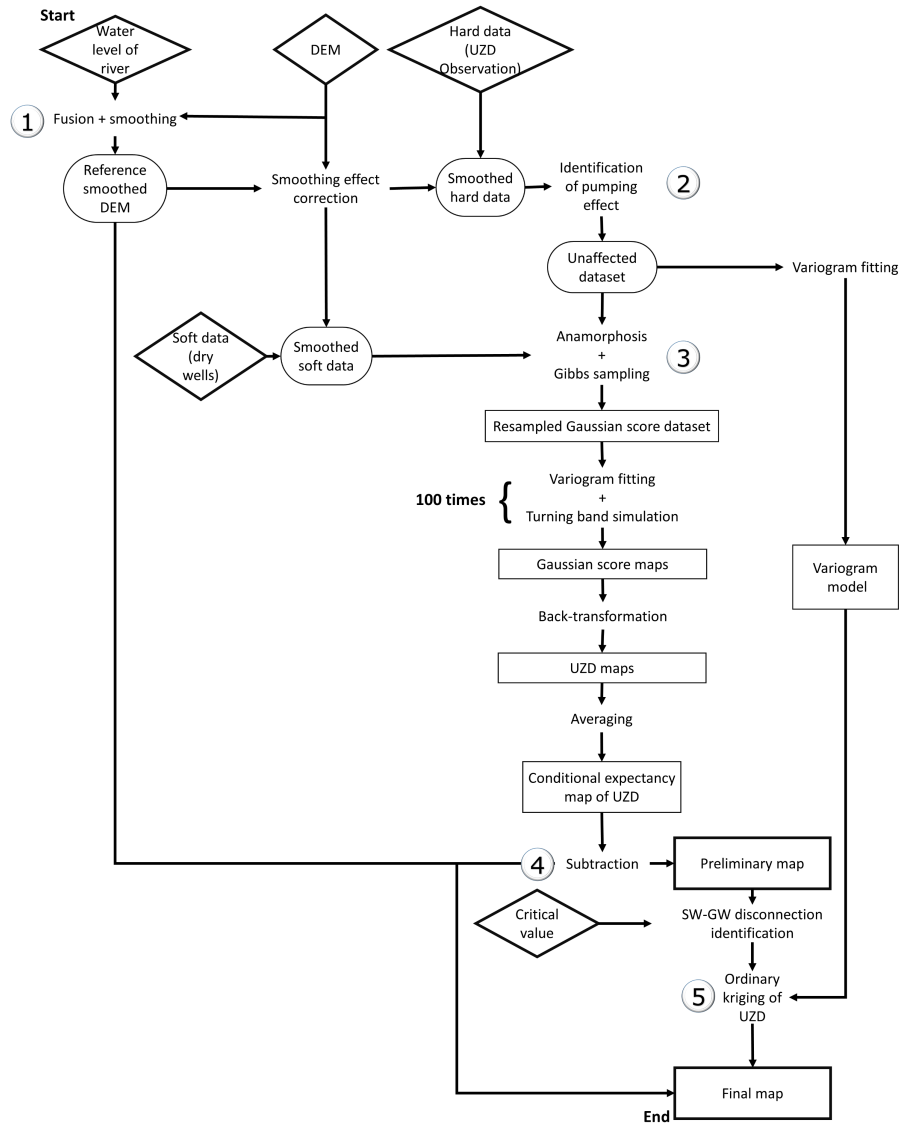 Start
Water
level of
river
DEM
Hard data
(UZD
Observation)
1
Fusion + smoothing
Reference
smoothed
DEM
Smoothing effect
correction
Smoothed
hard data
Identification
of pumping
effect
2
Unaffected
dataset
Variogram fitting
Soft data
(dry
wells)
Smoothed
soft data
Anamorphosis
+
Gibbs sampling
3
Resampled Gaussian score dataset
100 times {
Variogram fitting
+
Turning band simulation
Gaussian score maps
Variogram
model
Back-transformation
UZD maps
Averaging
Conditional expectancy
map of UZD
4
Subtraction
Preliminary map
Critical
value
SW-GW disconnection
identification
5
Ordinary
kriging of
UZD
Final map
End